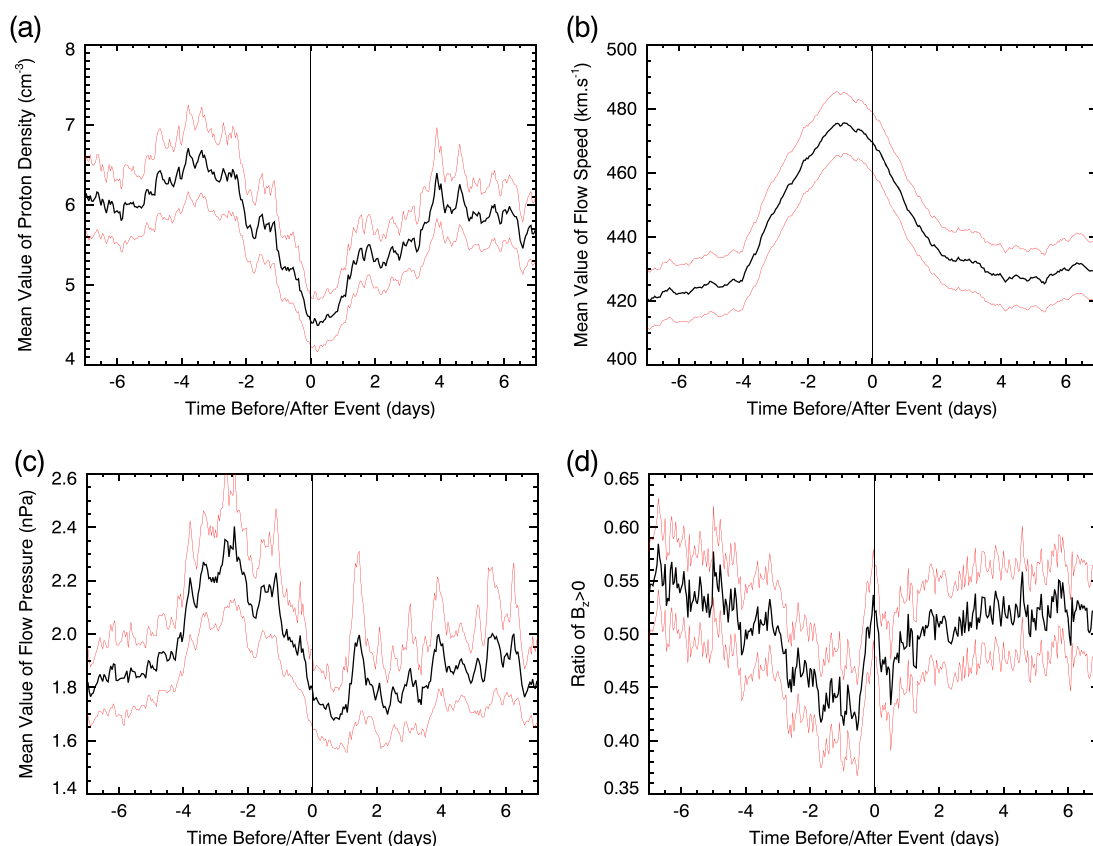 (a)
Mean Value of Proton Density (cm-3)
8
7
6
5
4
-6 -4 -2 0 2 4 6
Time Before/After Event (days)
(b)
Mean Value of Flow Speed (km.s-1)
500
480
460
440
420
400
-6 -4 -2 0 2 4 6
Time Before/After Event (days)
(c)
Mean Value of Flow Pressure (nPa)
2.6
2.4
2.2
2.0
1.8
1.6
1.4
-6 -4 -2 0 2 4 6
Time Before/After Event (days)
(d)
Ratio of Bz>0
0.65
0.60
0.55
0.50
0.45
0.40
0.35
-6 -4 -2 0 2 4 6
Time Before/After Event (days)